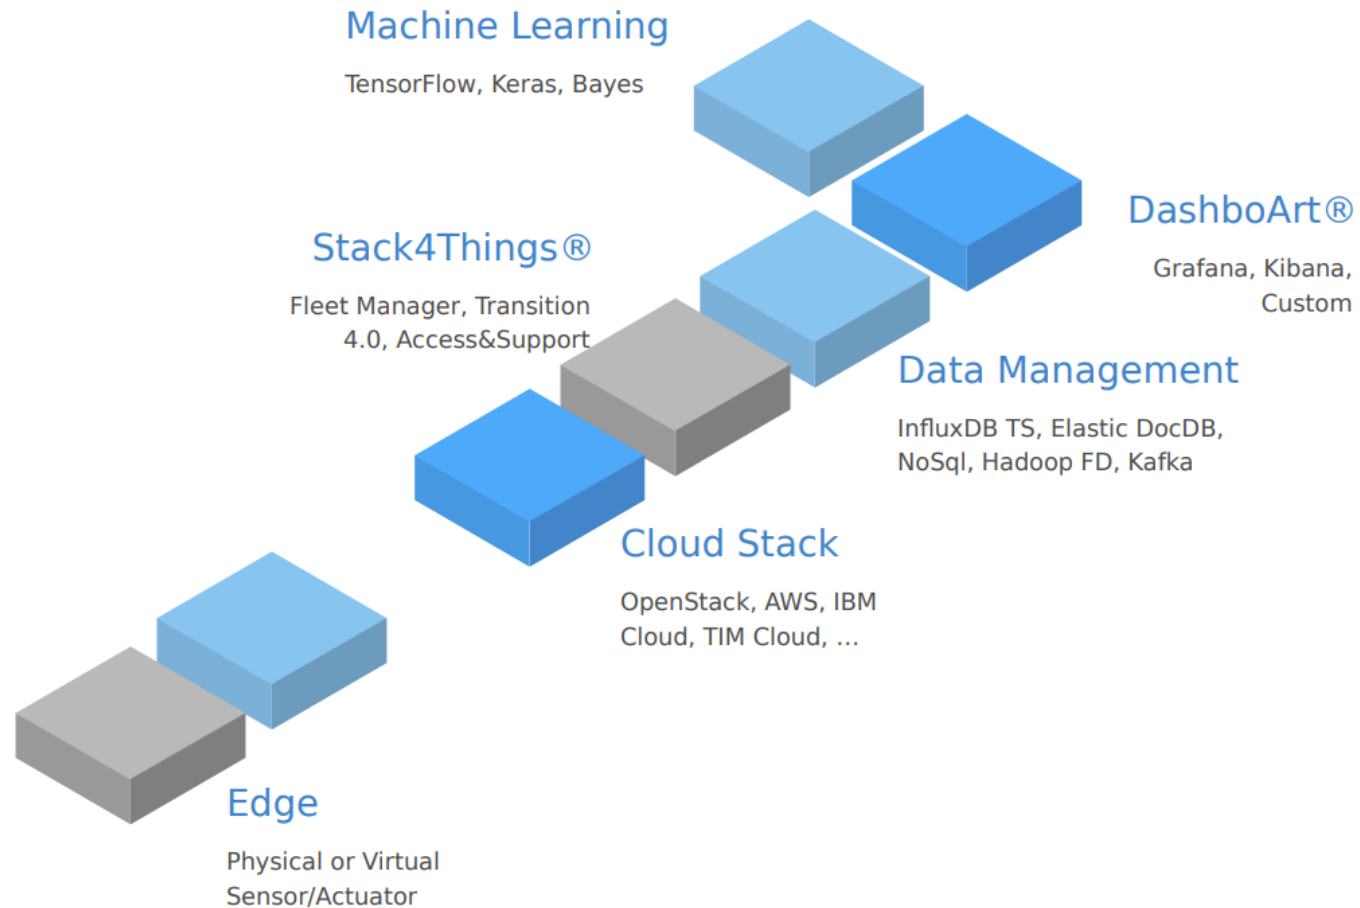 Machine Learning
TensorFlow, Keras, Bayes
DashboArt®
Grafana, Kibana,
Custom
Stack4Things®
Fleet Manager, Transition
4.0, Access&Support
Data Management
InfluxDB TS, Elastic DocDB,
NoSql, Hadoop FD, Kafka
Cloud Stack
OpenStack, AWS, IBM
Cloud, TIM Cloud, ...
Edge
Physical or Virtual
Sensor/Actuator